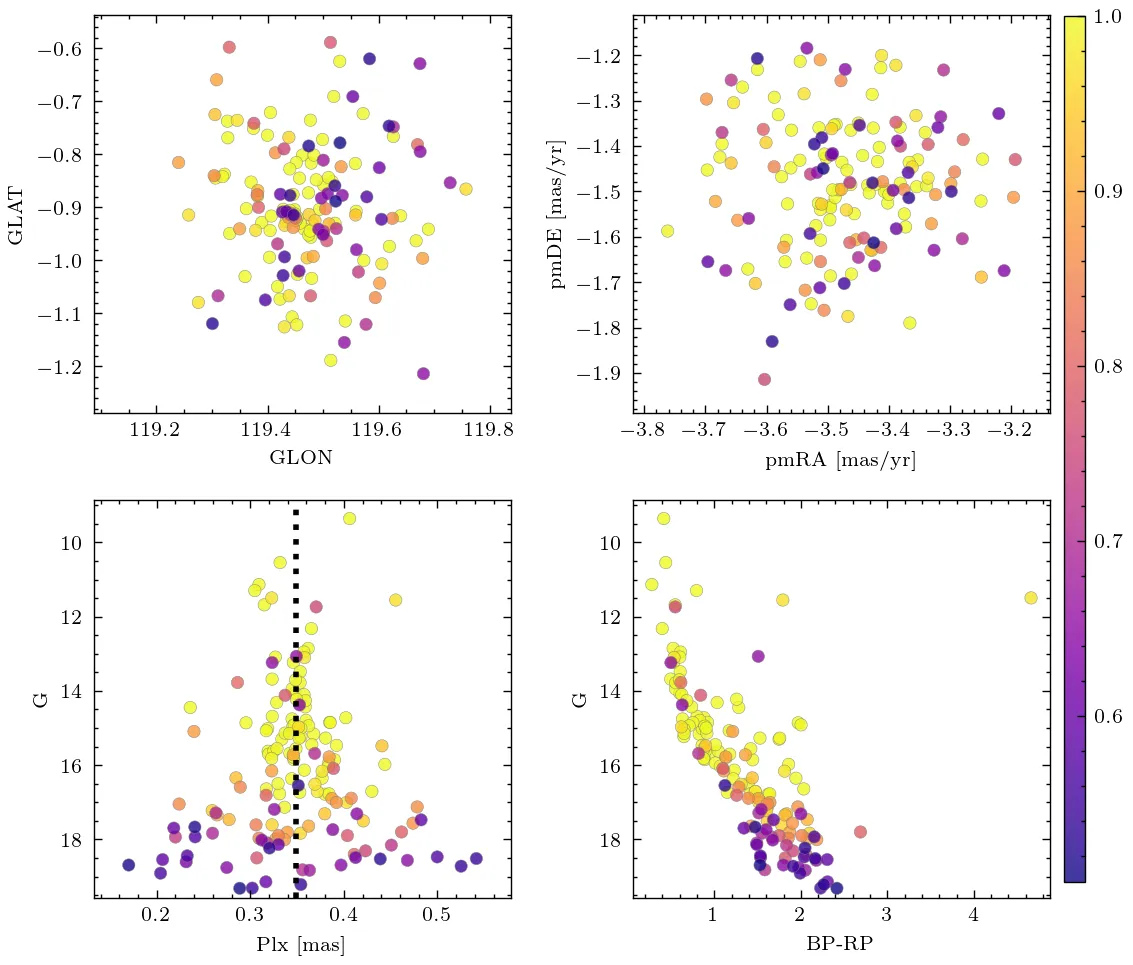 −0.6
−0.7
−0.8
−0.9
−1.0
−1.1
−1.2
GLAT
119.2 119.4 119.6 119.8
GLON
−1.2
−1.3
−1.4
−1.5
−1.6
−1.7
−1.8
−1.9
pmDE [mas/yr]
−3.8 −3.7 −3.6 −3.5 −3.4 −3.3 −3.2
pmRA [mas/yr]
1.0
0.9
0.8
0.7
0.6
10
12
14
16
18
G
0.2 0.3 0.4 0.5
Plx [mas]
10
12
14
16
18
G
1 2 3 4
BP-RP